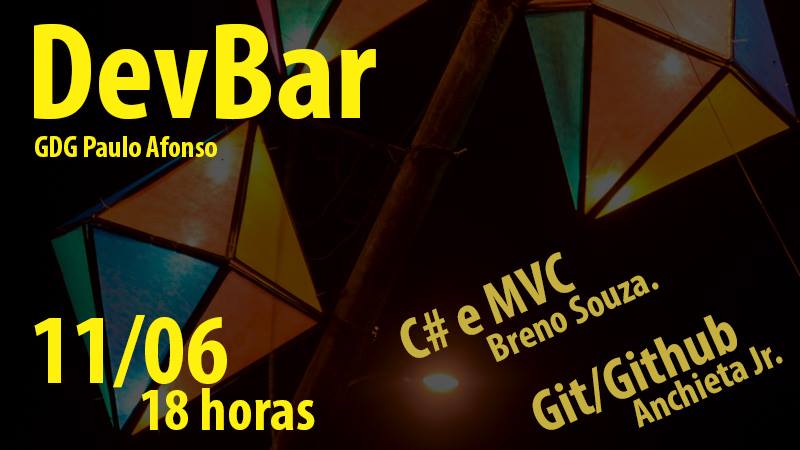 DevBar
GDG Paulo Afonso
C# e MVC
Breno Souza.
Git/Github
Anchieta Jr.
11/06
18 horas